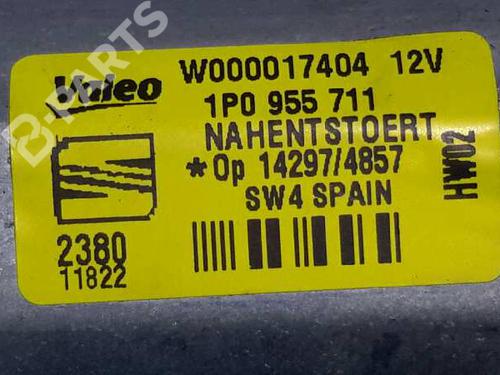 Valeo W000017404 12V
1P0 955 711
NAHENTSTOERT
*Op 14297/4857
SW4 SPAIN
HW02
2380
11822
B-PARTS